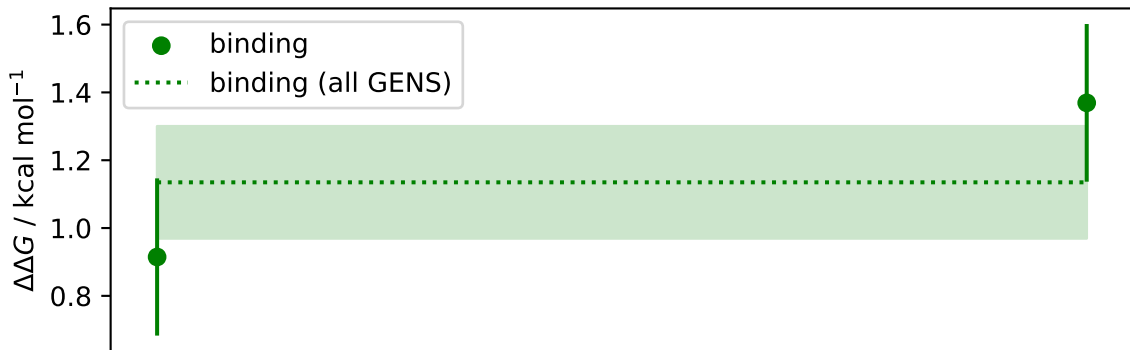 1.6
binding
binding (all GENS)
1.4
1.2
1.0
0.8
ΔΔG / kcal mol⁻¹